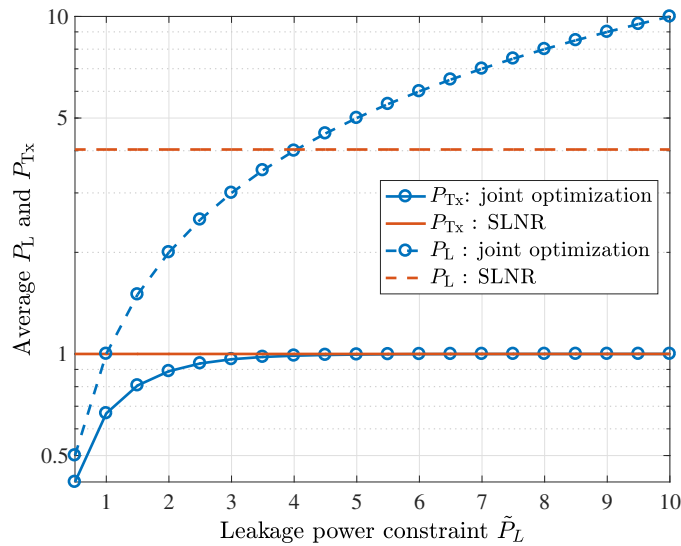 10
5
1
0.5
Average P_L and P_Tx
P_Tx: joint optimization
P_Tx : SLNR
P_L : joint optimization
P_L : SLNR
1 2 3 4 5 6 7 8 9 10
Leakage power constraint P̃_L